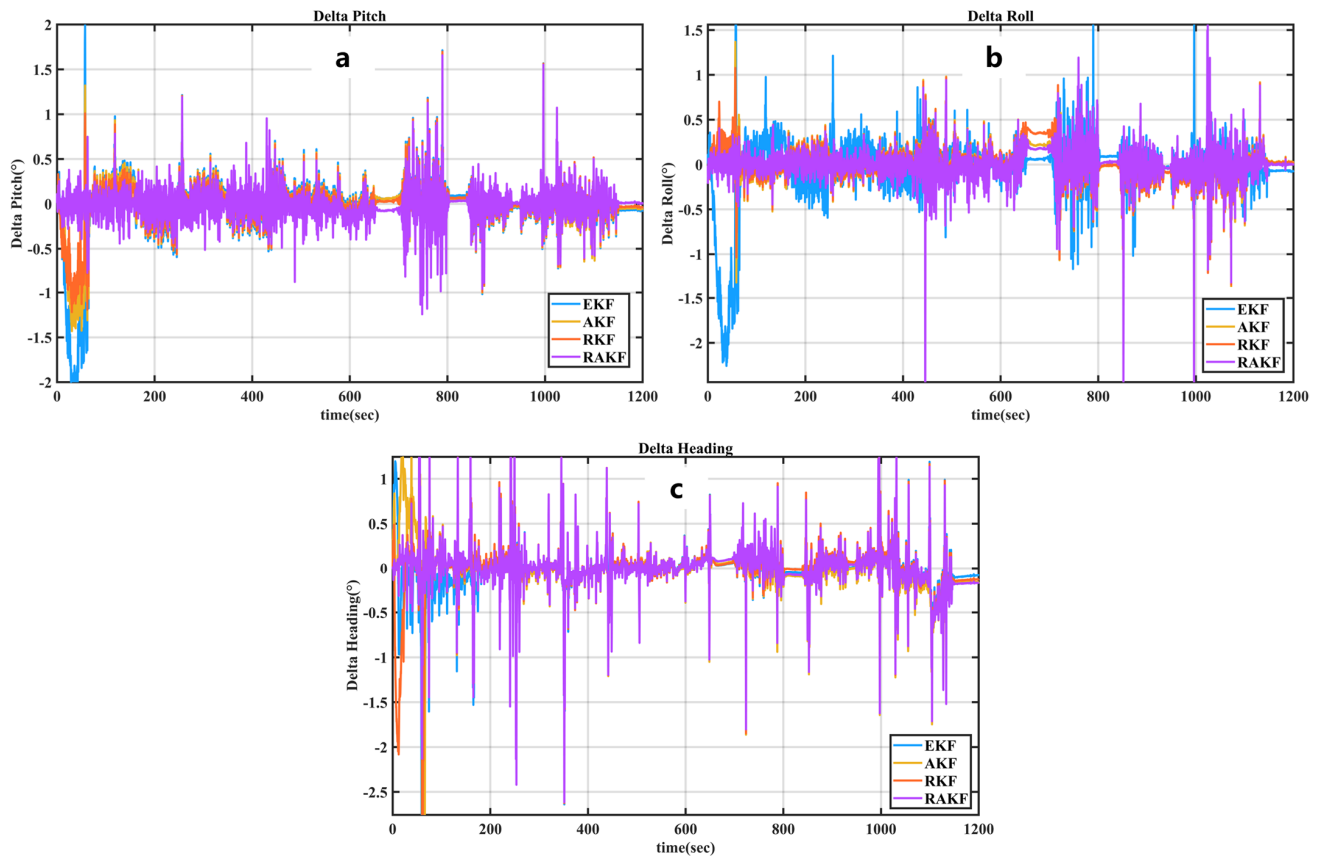 Delta Pitch
a
2
1.5
1
0.5
0
-0.5
-1
-1.5
-2
Delta Pitch(°)
0 200 400 600 800 1000 1200
time(sec)
EKF
AKF
RKF
RAKF
Delta Roll
b
1.5
1
0.5
0
-0.5
-1
-1.5
-2
Delta Roll(°)
0 200 400 600 800 1000 1200
time(sec)
EKF
AKF
RKF
RAKF
Delta Heading
c
1
0.5
0
-0.5
-1
-1.5
-2
-2.5
Delta Heading(°)
0 200 400 600 800 1000 1200
time(sec)
EKF
AKF
RKF
RAKF